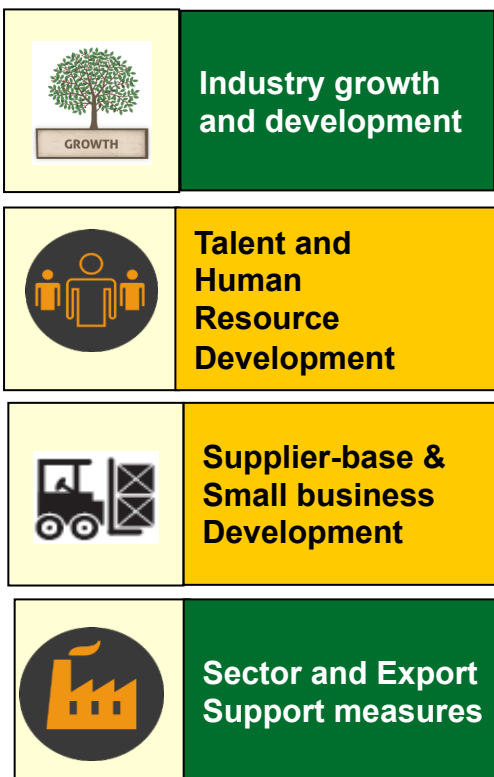 GROWTH
Industry growth
and development
Talent and
Human
Resource
Development
Supplier-base &
Small business
Development
Sector and Export
Support measures